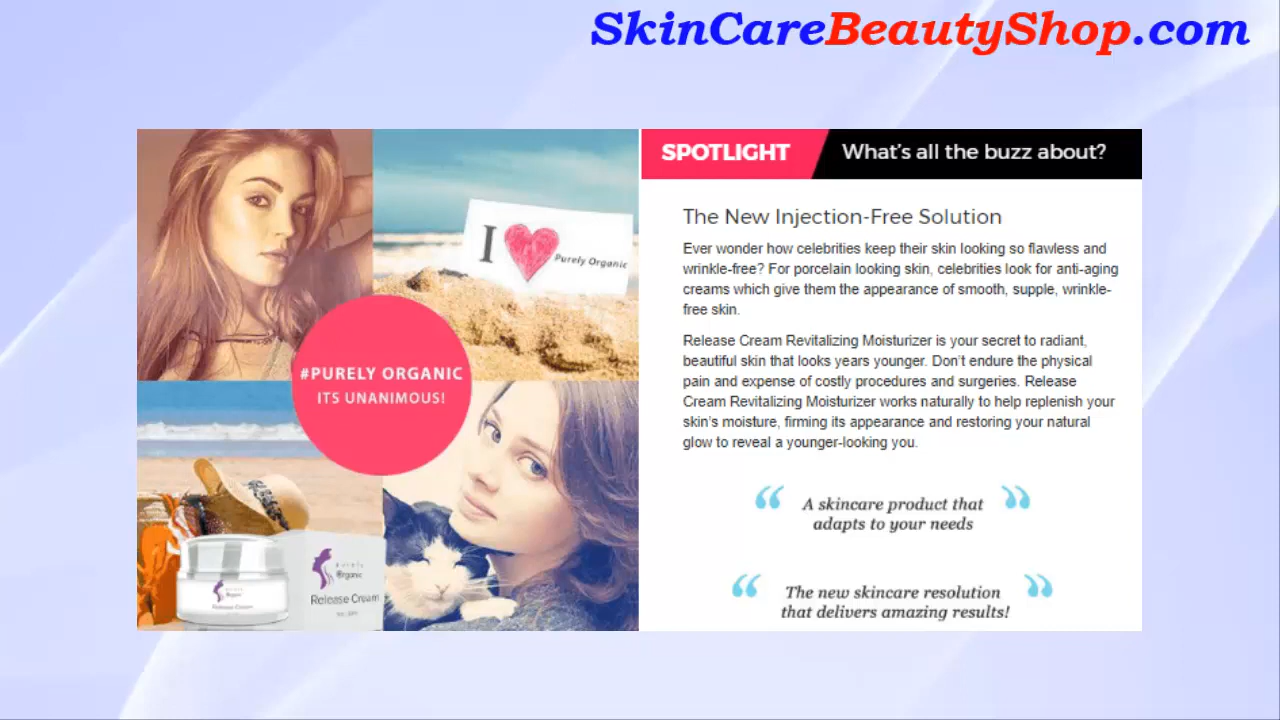 SkinCareBeautyShop.com
SPOTLIGHT
What's all the buzz about?
I
Purely Organic
#PURELY ORGANIC
ITS UNANIMOUS!
purely
Organic
Release Cream
Release Cream
The New Injection-Free Solution
Ever wonder how celebrities keep their skin looking so flawless and
wrinkle-free? For porcelain looking skin, celebrities look for anti-aging
creams which give them the appearance of smooth, supple, wrinkle-
free skin.
Release Cream Revitalizing Moisturizer is your secret to radiant,
beautiful skin that looks years younger. Don't endure the physical
pain and expense of costly procedures and surgeries. Release
Cream Revitalizing Moisturizer works naturally to help replenish your
skin's moisture, firming its appearance and restoring your natural
glow to reveal a younger-looking you.
“ A skincare product that ”
adapts to your needs
“ The new skincare resolution ”
that delivers amazing results!